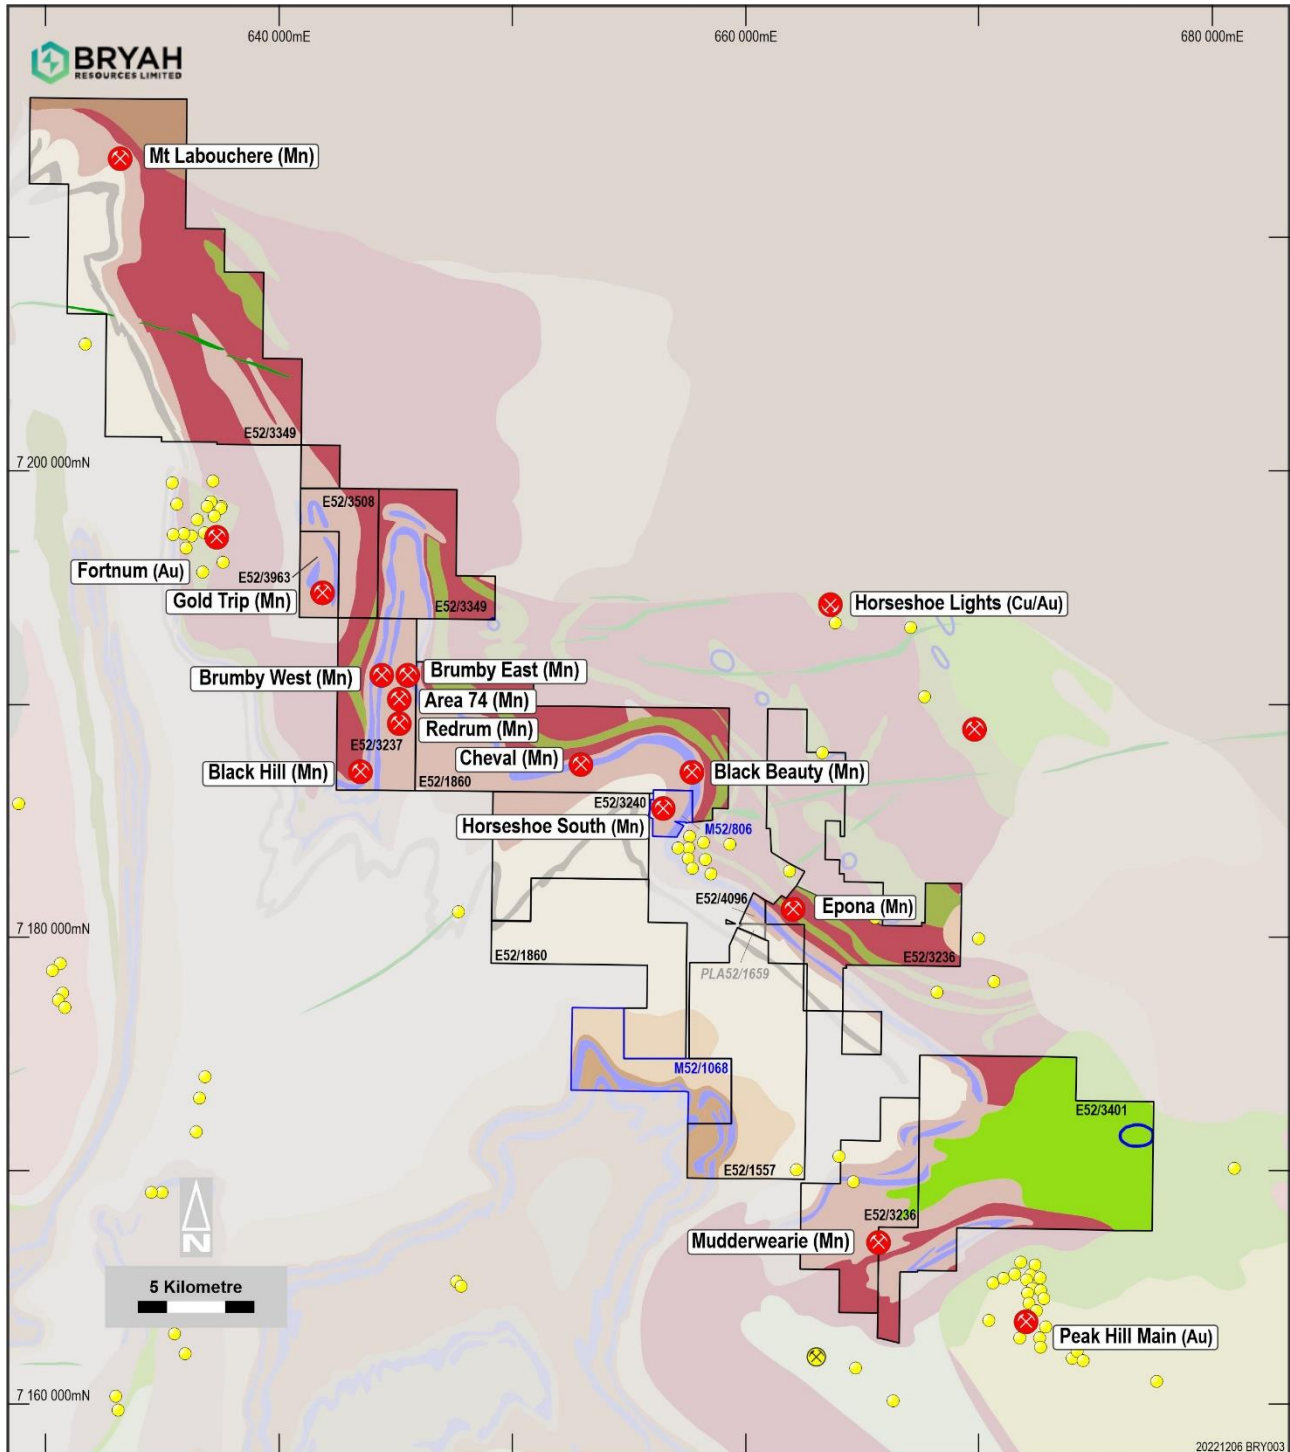 640 000mE
660 000mE
680 000mE
BRYAH
RESOURCES LIMITED
Mt Labouchere (Mn)
E52/3349
7 200 000mN
E52/3508
Fortnum (Au)
E52/3963
Gold Trip (Mn)
E52/3349
Horseshoe Lights (Cu/Au)
Brumby West (Mn)
Brumby East (Mn)
Area 74 (Mn)
Redrum (Mn)
E52/3237
Cheval (Mn)
Black Hill (Mn)
E52/1860
Black Beauty (Mn)
E52/3240
Horseshoe South (Mn)
M52/806
E52/4096
Epona (Mn)
7 180 000mN
E52/1860
E52/3236
PLA52/1659
M52/1068
E52/3401
E52/1557
E52/3236
Mudderwearie (Mn)
N
5 Kilometre
Peak Hill Main (Au)
7 160 000mN
20221206 BRY003